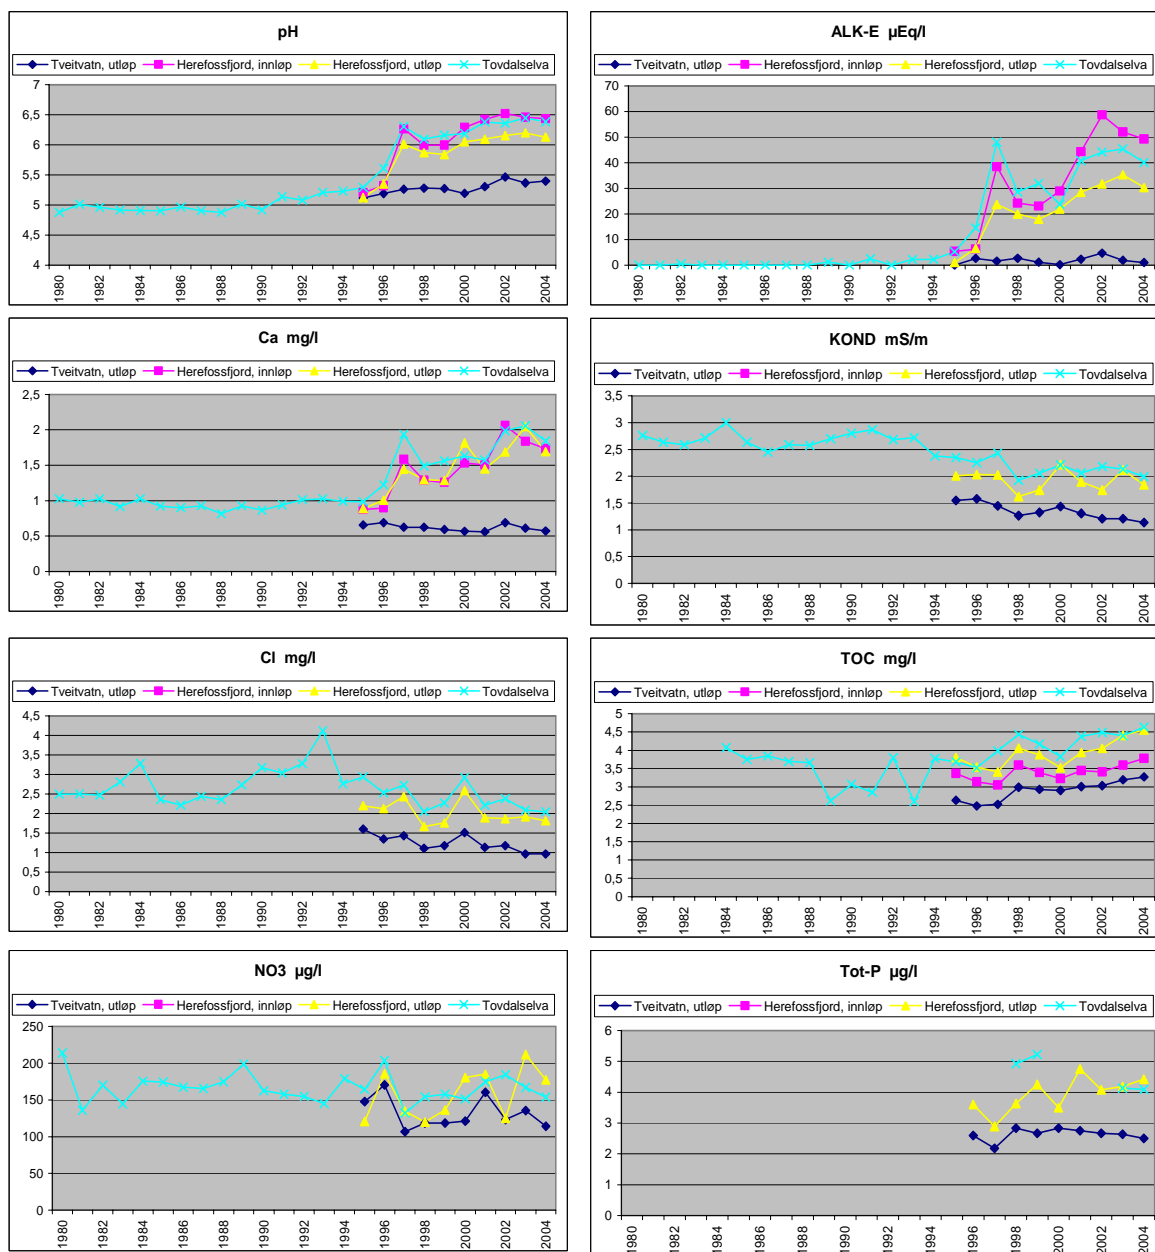 pH
Tveitvatn, utløp Herefossfjord, innløp Herefossfjord, utløp Tovdalselva
7
6,5
6
5,5
5
4,5
4
1980 1982 1984 1986 1988 1990 1992 1994 1996 1998 2000 2002 2004
ALK-E µEq/l
Tveitvatn, utløp Herefossfjord, innløp Herefossfjord, utløp Tovdalselva
70
60
50
40
30
20
10
0
1980 1982 1984 1986 1988 1990 1992 1994 1996 1998 2000 2002 2004
Ca mg/l
Tveitvatn, utløp Herefossfjord, innløp Herefossfjord, utløp Tovdalselva
2,5
2
1,5
1
0,5
0
1980 1982 1984 1986 1988 1990 1992 1994 1996 1998 2000 2002 2004
KOND mS/m
Tveitvatn, utløp Herefossfjord, innløp Herefossfjord, utløp Tovdalselva
3,5
3
2,5
2
1,5
1
0,5
0
1980 1982 1984 1986 1988 1990 1992 1994 1996 1998 2000 2002 2004
Cl mg/l
Tveitvatn, utløp Herefossfjord, innløp Herefossfjord, utløp Tovdalselva
4,5
4
3,5
3
2,5
2
1,5
1
0,5
0
1980 1982 1984 1986 1988 1990 1992 1994 1996 1998 2000 2002 2004
TOC mg/l
Tveitvatn, utløp Herefossfjord, innløp Herefossfjord, utløp Tovdalselva
5
4,5
4
3,5
3
2,5
2
1,5
1
0,5
0
1980 1982 1984 1986 1988 1990 1992 1994 1996 1998 2000 2002 2004
NO3 µg/l
Tveitvatn, utløp Herefossfjord, innløp Herefossfjord, utløp Tovdalselva
250
200
150
100
50
0
1980 1982 1984 1986 1988 1990 1992 1994 1996 1998 2000 2002 2004
Tot-P µg/l
Tveitvatn, utløp Herefossfjord, innløp Herefossfjord, utløp Tovdalselva
6
5
4
3
2
1
0
1980 1982 1984 1986 1988 1990 1992 1994 1996 1998 2000 2002 2004